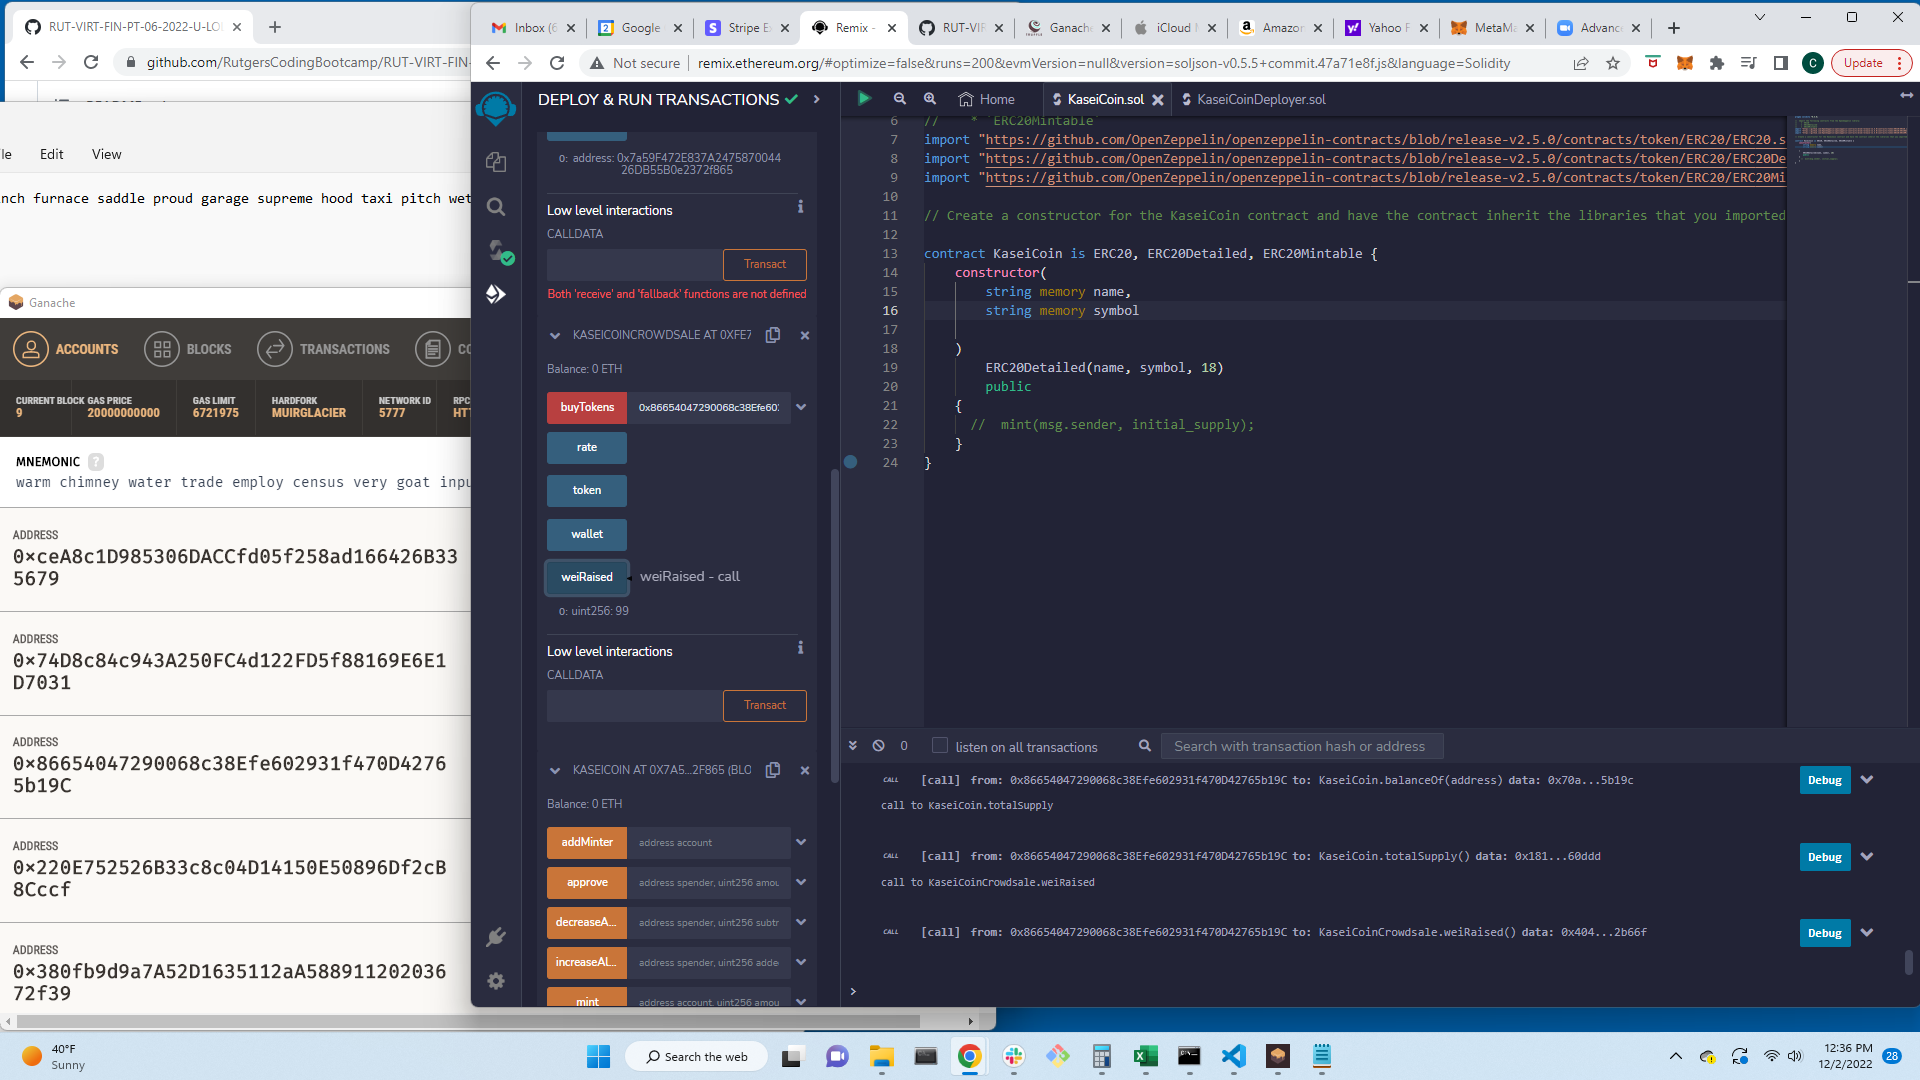 RUT-VIRT-FIN-PT-06-2022-U-LOL
github.com/RutgersCodingBootcamp/RUT-VIRT-FIN-
Edit View
nch furnace saddle proud garage supreme hood taxi pitch wet
Ganache
ACCOUNTS
BLOCKS
TRANSACTIONS
CURRENT BLOCK
9
GAS PRICE
20000000000
GAS LIMIT
6721975
HARDFORK
MUIRGLACIER
NETWORK ID
5777
MNEMONIC ?
warm chimney water trade employ census very goat inpu
ADDRESS
0×ceA8c1D985306DACCfd05f258ad166426B33
5679
ADDRESS
0×74D8c84c943A250FC4d122FD5f88169E6E1
D7031
ADDRESS
0×86654047290068c38Efe602931f470D4276
5b19C
ADDRESS
0×220E752526B33c8c04D14150E50896Df2cB
8Cccf
ADDRESS
0×380fb9d9a7A52D1635112aA588911202036
72f39
Inbox (6
Google
Stripe Ex
Remix -
RUT-VIR
Ganache
iCloud M
Amazon
Yahoo F
MetaMa
Advance
Not secure | remix.ethereum.org/#optimize=false&runs=200&evmVersion=null&version=soljson-v0.5.5+commit.47a71e8f.js&language=Solidity
C
Update
DEPLOY & RUN TRANSACTIONS
0: address: 0x7a59F472E837A2475870044
26DB55B0e2372f865
Low level interactions
CALLDATA
Transact
Both 'receive' and 'fallback' functions are not defined
KASEICOINCROWDSALE AT 0XFE7
Balance: 0 ETH
buyTokens 0x86654047290068c38Efe60
rate
token
wallet
weiRaised weiRaised - call
0: uint256: 99
Low level interactions
CALLDATA
Transact
KASEICOIN AT 0X7A5...2F865 (BLO
Balance: 0 ETH
addMinter address account
approve address spender, uint256 amou
decreaseA... address spender, uint256 subtr
increaseAl... address spender, uint256 adde
mint address account, uint256 amou
Home
KaseiCoin.sol
KaseiCoinDeployer.sol
6 // * `ERC20Mintable`
7 import "https://github.com/OpenZeppelin/openzeppelin-contracts/blob/release-v2.5.0/contracts/token/ERC20/ERC20.s
8 import "https://github.com/OpenZeppelin/openzeppelin-contracts/blob/release-v2.5.0/contracts/token/ERC20/ERC20De
9 import "https://github.com/OpenZeppelin/openzeppelin-contracts/blob/release-v2.5.0/contracts/token/ERC20/ERC20Mi
10
11 // Create a constructor for the KaseiCoin contract and have the contract inherit the libraries that you imported
12
13 contract KaseiCoin is ERC20, ERC20Detailed, ERC20Mintable {
14 constructor(
15 string memory name,
16 string memory symbol
17
18 )
19 ERC20Detailed(name, symbol, 18)
20 public
21 {
22 // mint(msg.sender, initial_supply);
23 }
24 }
0 listen on all transactions Search with transaction hash or address
CALL [call] from: 0x86654047290068c38Efe602931f470D42765b19C to: KaseiCoin.balanceOf(address) data: 0x70a...5b19c Debug
call to KaseiCoin.totalSupply
CALL [call] from: 0x86654047290068c38Efe602931f470D42765b19C to: KaseiCoin.totalSupply() data: 0x181...60ddd Debug
call to KaseiCoinCrowdsale.weiRaised
CALL [call] from: 0x86654047290068c38Efe602931f470D42765b19C to: KaseiCoinCrowdsale.weiRaised() data: 0x404...2b66f Debug
>
40°F
Sunny
Search the web
12:36 PM
12/2/2022
28